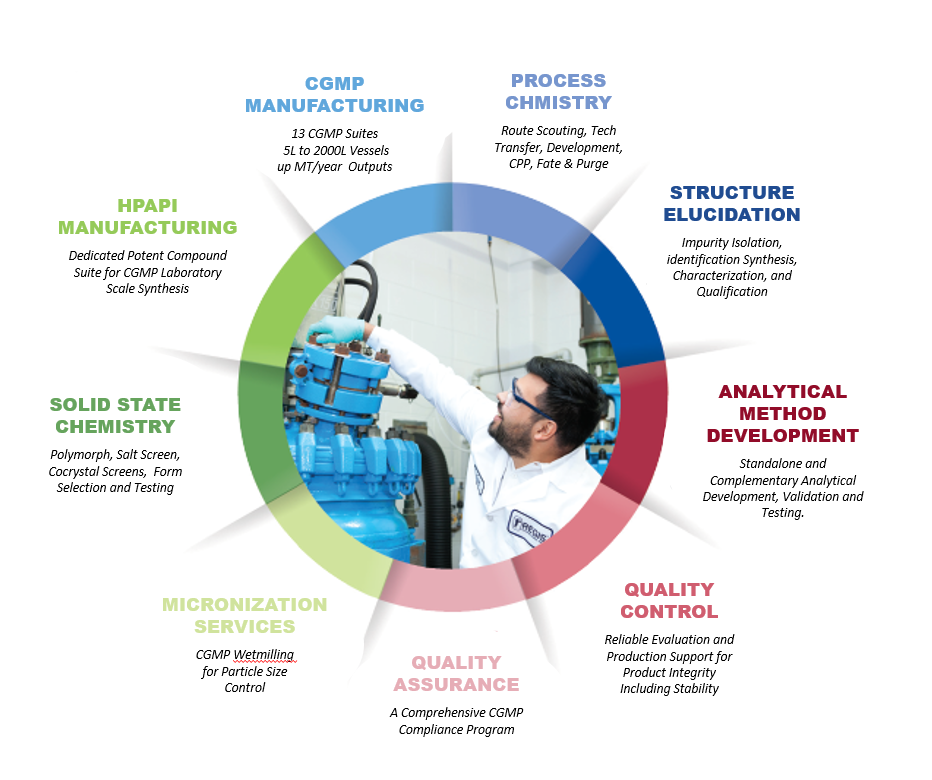 CGMP
MANUFACTURING
13 CGMP Suites
5L to 2000L Vessels
up MT/year Outputs
PROCESS
CHMISTRY
Route Scouting, Tech
Transfer, Development,
CPP, Fate & Purge
STRUCTURE
ELUCIDATION
Impurity Isolation,
identification Synthesis,
Characterization, and
Qualification
ANALYTICAL
METHOD
DEVELOPMENT
Standalone and
Complementary Analytical
Development, Validation and
Testing.
QUALITY
CONTROL
Reliable Evaluation and
Production Support for
Product Integrity
Including Stability
QUALITY
ASSURANCE
A Comprehensive CGMP
Compliance Program
MICRONIZATION
SERVICES
CGMP Wetmilling
for Particle Size
Control
SOLID STATE
CHEMISTRY
Polymorph, Salt Screen,
Cocrystal Screens, Form
Selection and Testing
HPAPI
MANUFACTURING
Dedicated Potent Compound
Suite for CGMP Laboratory
Scale Synthesis
REGIS